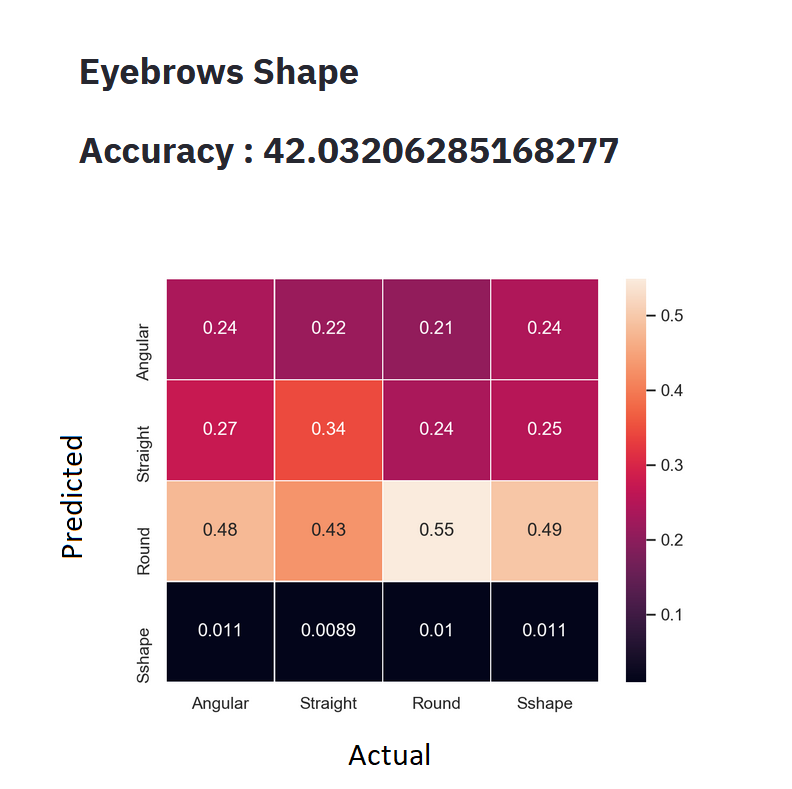 Eyebrows Shape
Accuracy : 42.03206285168277
Angular 0.24 0.22 0.21 0.24
Straight 0.27 0.34 0.24 0.25
Round 0.48 0.43 0.55 0.49
Sshape 0.011 0.0089 0.01 0.011
Angular Straight Round Sshape
Predicted
Actual
0.5
0.4
0.3
0.2
0.1